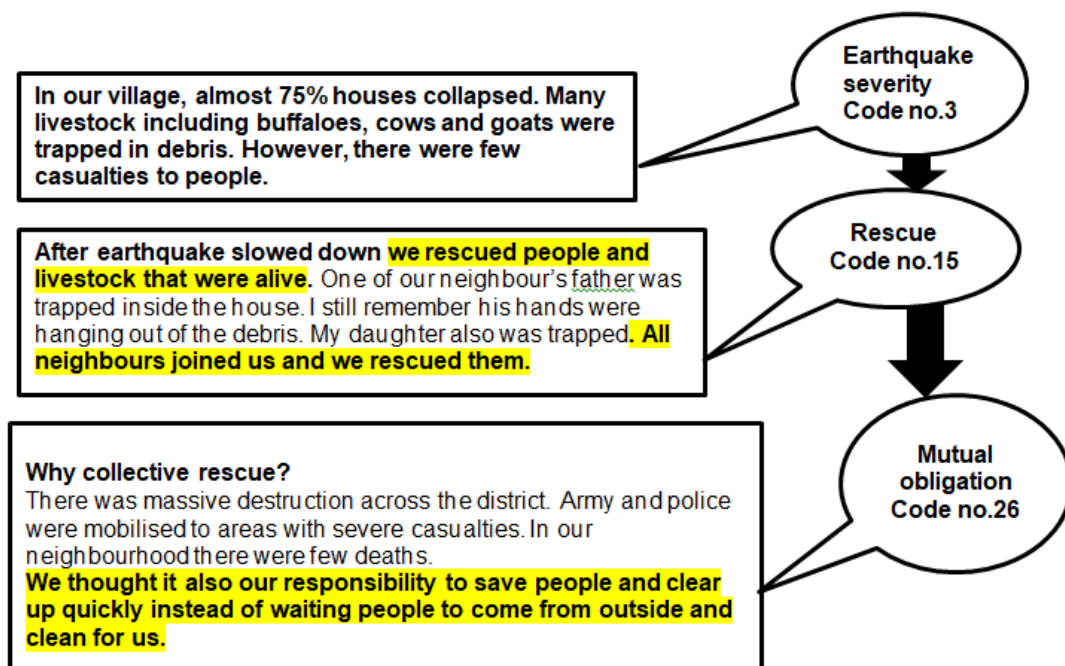 Earthquake
severity
Code no.3
In our village, almost 75% houses collapsed. Many
livestock including buffaloes, cows and goats were
trapped in debris. However, there were few
casualties to people.
Rescue
Code no.15
After earthquake slowed down we rescued people and
livestock that were alive. One of our neighbour's father was
trapped inside the house. I still remember his hands were
hanging out of the debris. My daughter also was trapped. All
neighbours joined us and we rescued them.
Mutual
obligation
Code no.26
Why collective rescue?
There was massive destruction across the district. Army and police
were mobilised to areas with severe casualties. In our
neighbourhood there were few deaths.
We thought it also our responsibility to save people and clear
up quickly instead of waiting people to come from outside and
clean for us.